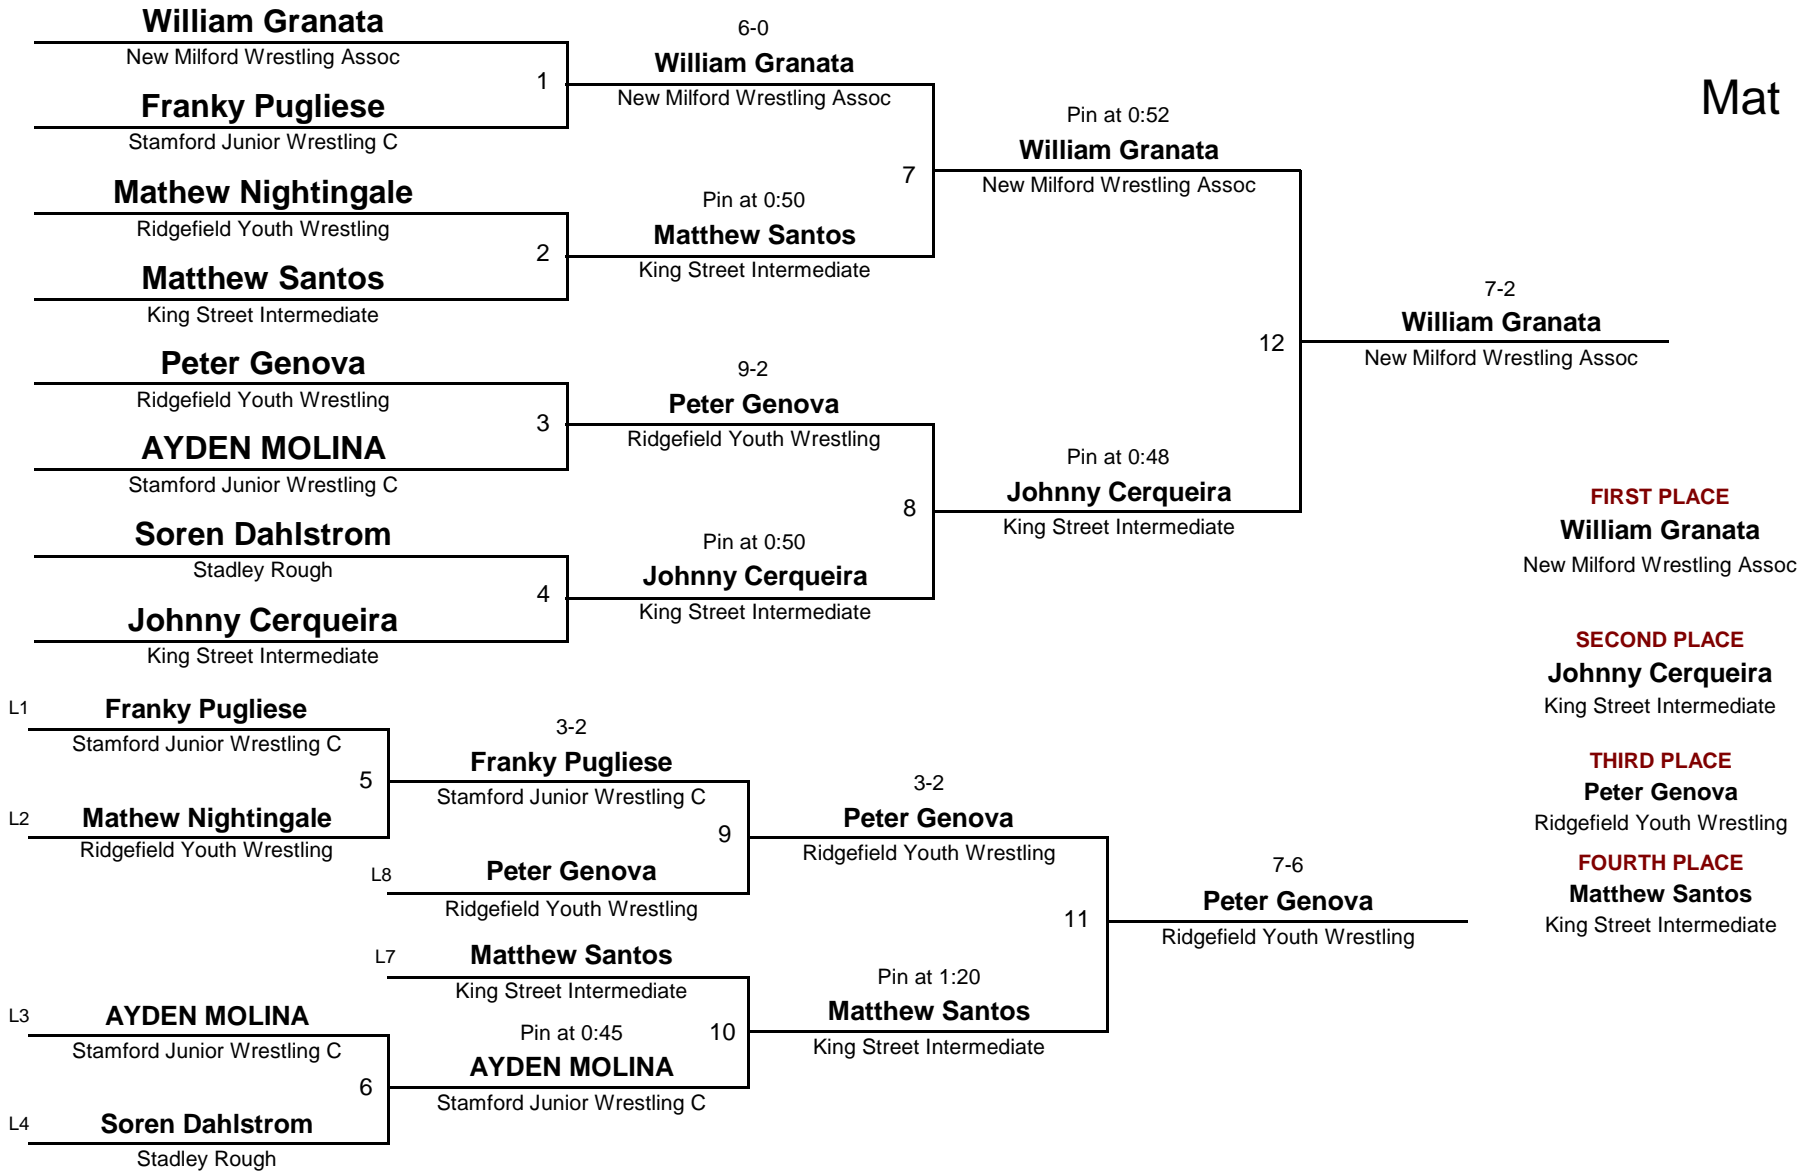 William Granata
New Milford Wrestling Assoc
1
Franky Pugliese
Stamford Junior Wrestling C
Mathew Nightingale
Ridgefield Youth Wrestling
2
Matthew Santos
King Street Intermediate
Peter Genova
Ridgefield Youth Wrestling
3
AYDEN MOLINA
Stamford Junior Wrestling C
Soren Dahlstrom
Stadley Rough
4
Johnny Cerqueira
King Street Intermediate
6-0
William Granata
New Milford Wrestling Assoc
7
Pin at 0:50
Matthew Santos
King Street Intermediate
9-2
Peter Genova
Ridgefield Youth Wrestling
8
Pin at 0:50
Johnny Cerqueira
King Street Intermediate
Pin at 0:52
William Granata
New Milford Wrestling Assoc
12
Pin at 0:48
Johnny Cerqueira
King Street Intermediate
7-2
William Granata
New Milford Wrestling Assoc
Mat
L1
Franky Pugliese
Stamford Junior Wrestling C
5
L2
Mathew Nightingale
Ridgefield Youth Wrestling
3-2
Franky Pugliese
Stamford Junior Wrestling C
9
L8
Peter Genova
Ridgefield Youth Wrestling
L7
Matthew Santos
King Street Intermediate
10
Pin at 0:45
AYDEN MOLINA
Stamford Junior Wrestling C
L3
AYDEN MOLINA
Stamford Junior Wrestling C
6
L4
Soren Dahlstrom
Stadley Rough
3-2
Peter Genova
Ridgefield Youth Wrestling
11
Pin at 1:20
Matthew Santos
King Street Intermediate
7-6
Peter Genova
Ridgefield Youth Wrestling
FIRST PLACE
William Granata
New Milford Wrestling Assoc
SECOND PLACE
Johnny Cerqueira
King Street Intermediate
THIRD PLACE
Peter Genova
Ridgefield Youth Wrestling
FOURTH PLACE
Matthew Santos
King Street Intermediate